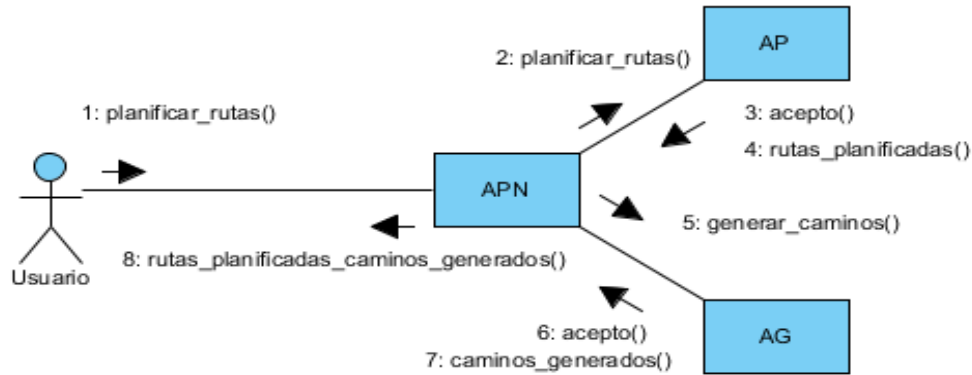 AP
2: planificar_rutas()
1: planificar_rutas()
3: acepto()
4: rutas_planificadas()
APN
5: generar_caminos()
8: rutas_planificadas_caminos_generados()
Usuario
6: acepto()
7: caminos_generados()
AG